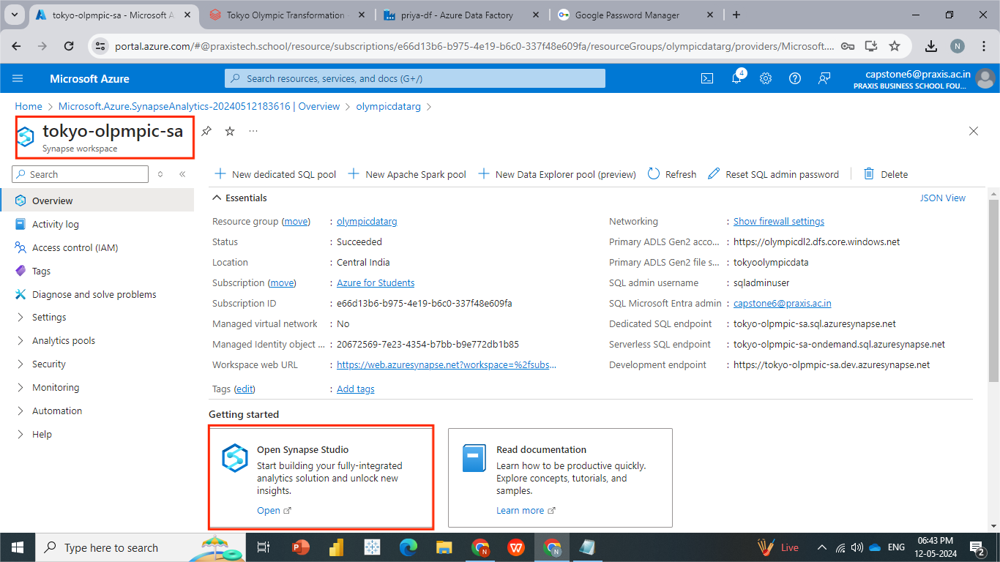 tokyo-olpmpic-sa - Microsoft A
Tokyo Olympic Transformation -
priya-df - Azure Data Factory
Google Password Manager
portal.azure.com/#@praxistech.school/resource/subscriptions/e66d13b6-b975-4e19-b6c0-337f48e609fa/resourceGroups/olympicdatarg/providers/Microsoft....
N
Microsoft Azure
Search resources, services, and docs (G+/)
4
capstone6@praxis.ac.in
PRAXIS BUSINESS SCHOOL FOU...
Home > Microsoft.Azure.SynapseAnalytics-20240512183616 | Overview > olympicdatarg >
tokyo-olpmpic-sa
Synapse workspace
Search
Overview
Activity log
Access control (IAM)
Tags
Diagnose and solve problems
Settings
Analytics pools
Security
Monitoring
Automation
Help
New dedicated SQL pool
New Apache Spark pool
New Data Explorer pool (preview)
Refresh
Reset SQL admin password
Delete
Essentials
JSON View
Resource group (move) : olympicdatarg
Status : Succeeded
Location : Central India
Subscription (move) : Azure for Students
Subscription ID : e66d13b6-b975-4e19-b6c0-337f48e609fa
Managed virtual network : No
Managed Identity object ... : 20672569-7e23-4354-b7bb-b9e772db1b85
Workspace web URL : https://web.azuresynapse.net?workspace=%2fsubs...
Tags (edit) : Add tags
Networking : Show firewall settings
Primary ADLS Gen2 acco... : https://olympicdl2.dfs.core.windows.net
Primary ADLS Gen2 file s... : tokyoolympicdata
SQL admin username : sqladminuser
SQL Microsoft Entra admin : capstone6@praxis.ac.in
Dedicated SQL endpoint : tokyo-olpmpic-sa.sql.azuresynapse.net
Serverless SQL endpoint : tokyo-olpmpic-sa-ondemand.sql.azuresynapse.net
Development endpoint : https://tokyo-olpmpic-sa.dev.azuresynapse.net
Getting started
Open Synapse Studio
Start building your fully-integrated
analytics solution and unlock new
insights.
Open
Read documentation
Learn how to be productive quickly.
Explore concepts, tutorials, and
samples.
Learn more
Type here to search
Live
ENG
06:43 PM
12-05-2024
2